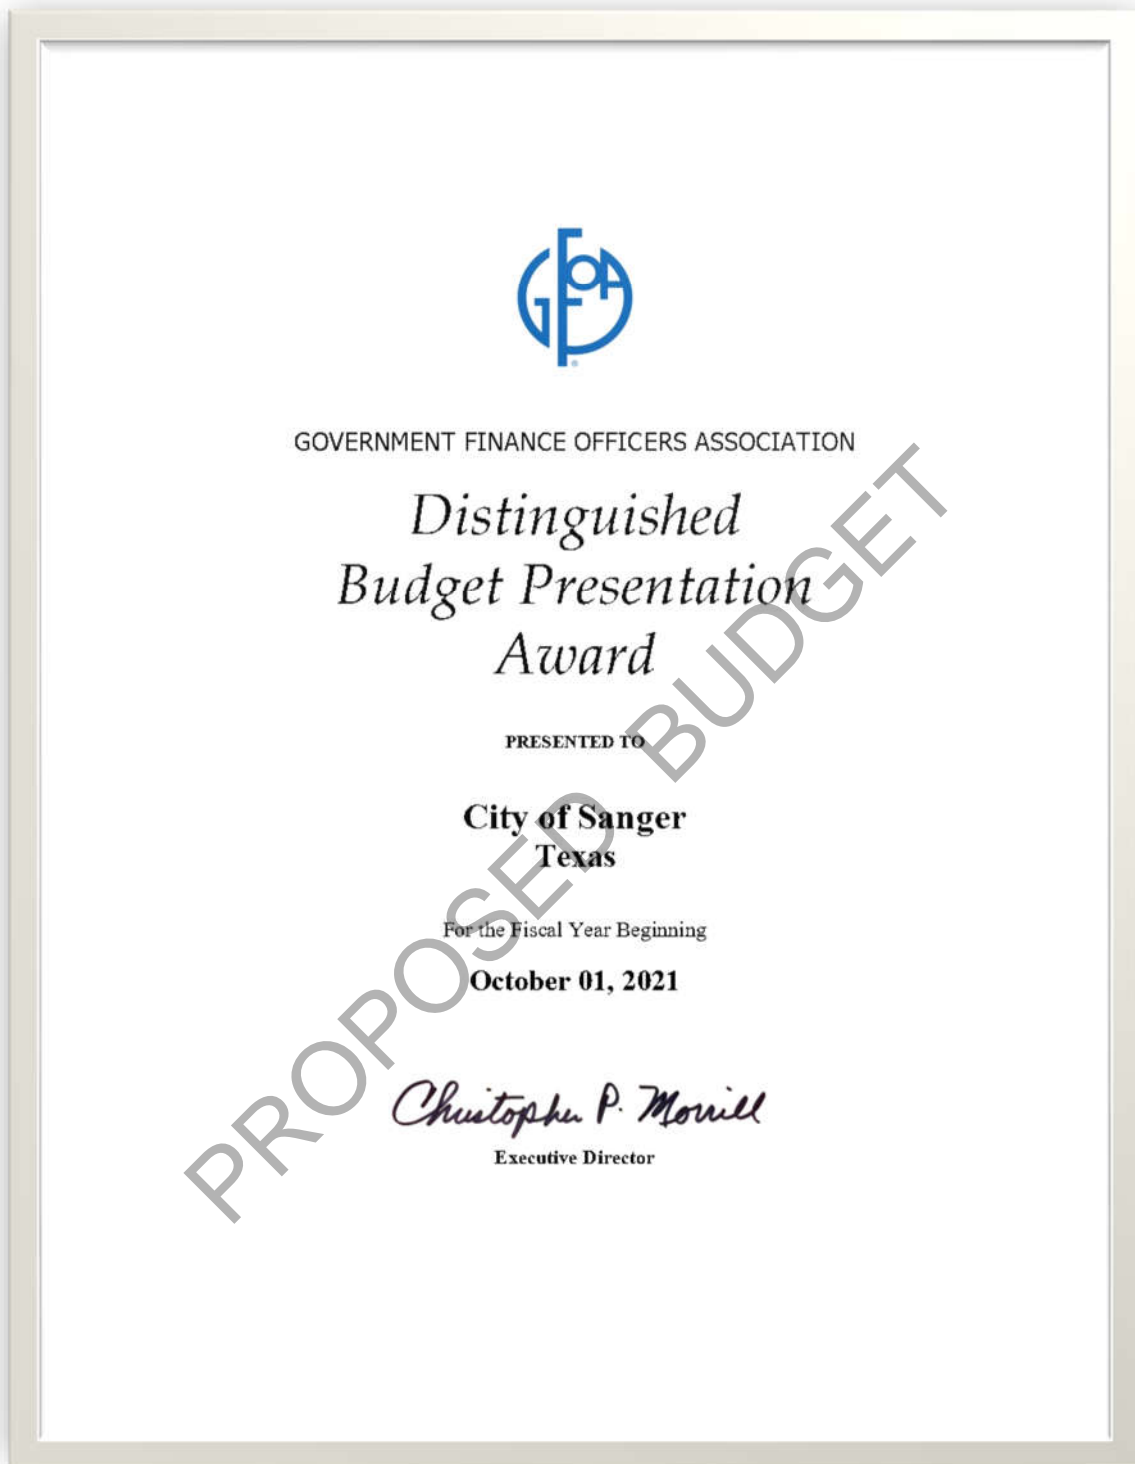 GFOA
GOVERNMENT FINANCE OFFICERS ASSOCIATION
Distinguished
Budget Presentation
Award
PRESENTED TO
City of Sanger
Texas
For the Fiscal Year Beginning
October 01, 2021
Christopher P. Morrill
Executive Director
PROPOSED BUDGET